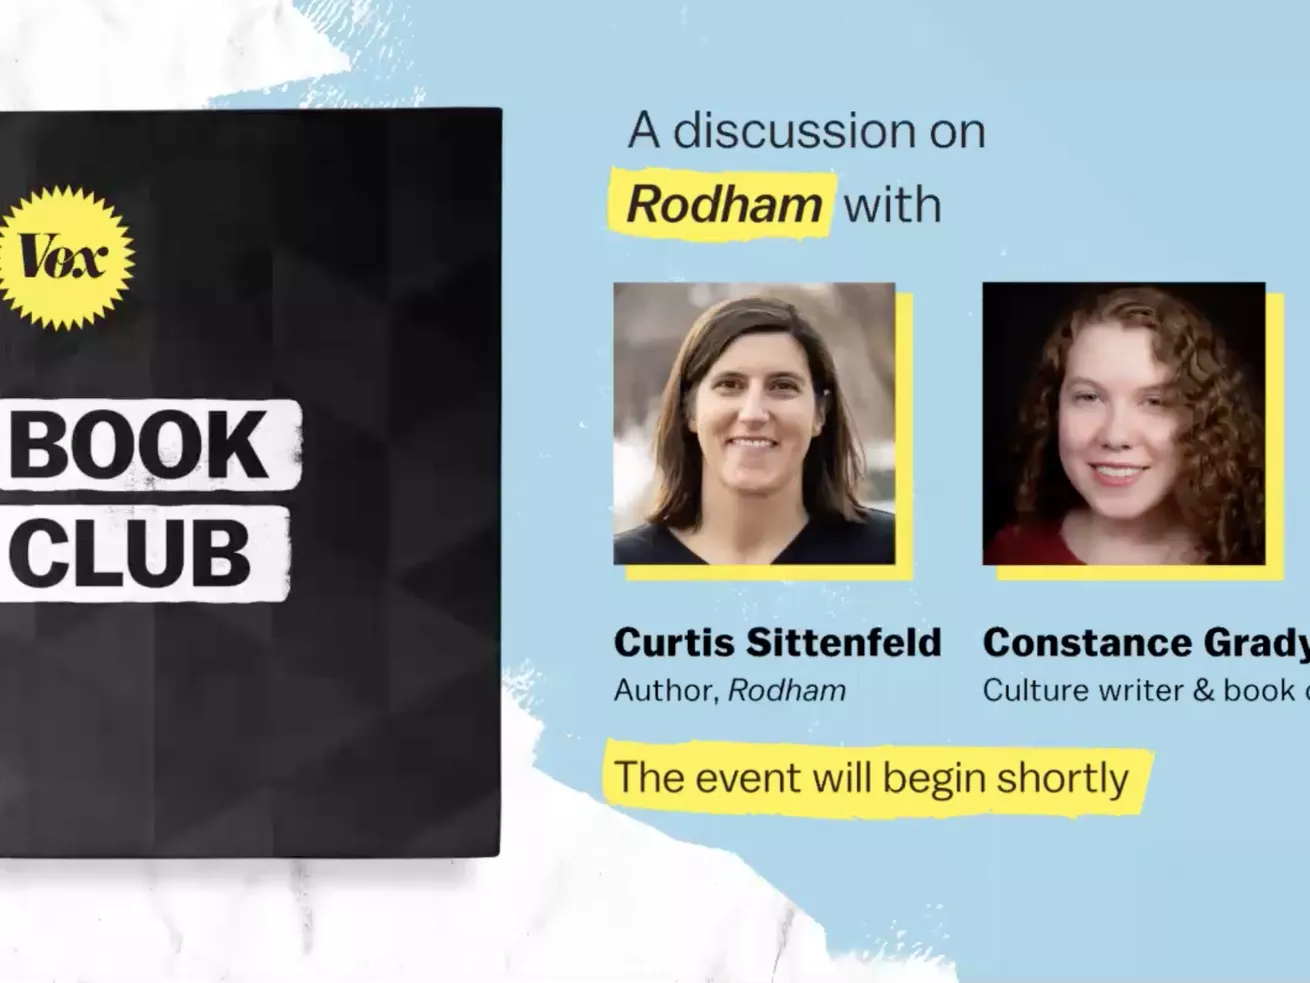 Vox
BOOK
CLUB
A discussion on
Rodham with
Curtis Sittenfeld
Author, Rodham
Constance Grady
Culture writer & book
The event will begin shortly